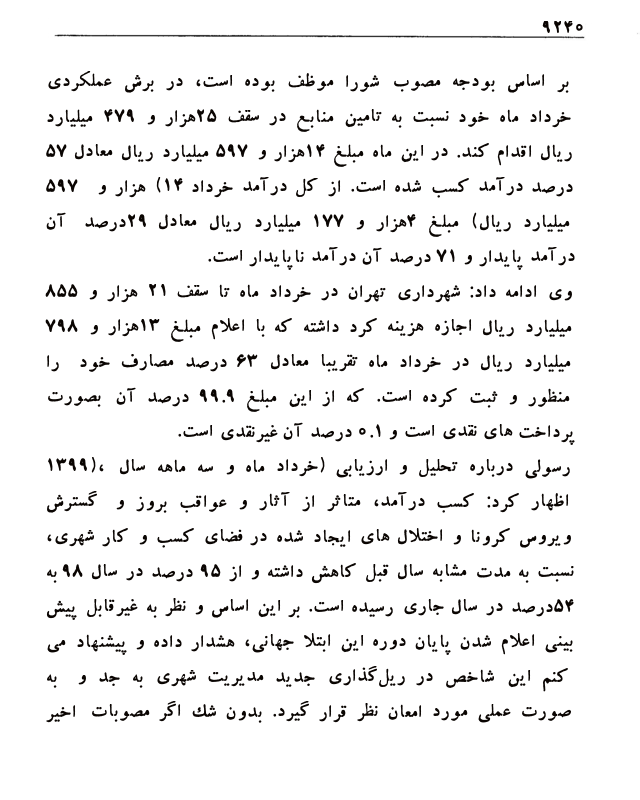 ۹۲۴۰
بر اساس بودجه مصوب شورا موظف بوده است، در برش عملکردی
خرداد ماه خود نسبت به تامین منابع در سقف ۲۵هزار و ۴۷۹ میلیارد
ریال اقدام کند. در این ماه مبلغ ۱۴هزار و ۵۹۷ میلیارد ریال معادل ۵۷
درصد درآمد کسب شده است. از کل درآمد خرداد ۱۴) هزار و ۵۹۷
میلیارد ریال) مبلغ ۴هزار و ۱۷۷ میلیارد ریال معادل ۲۹درصد آن
درآمد پایدار و ۷۱ درصد آن درآمد ناپایدار است.
وی ادامه داد: شهرداری تهران در خرداد ماه تا سقف ۲۱ هزار و ۸۵۵
میلیارد ریال اجازه هزینه کرد داشته که با اعلام مبلغ ۱۳هزار و ۷۹۸
میلیارد ریال در خرداد ماه تقریبا معادل ۶۳ درصد مصارف خود را
منظور و ثبت کرده است. که از این مبلغ ۹۹.۹ درصد آن بصورت
پرداخت های نقدی است و ۰.۱ درصد آن غیرنقدی است.
رسولی درباره تحلیل و ارزیابی (خرداد ماه و سه ماهه سال ،(۱۳۹۹
اظهار کرد: کسب درآمد، متاثر از آثار و عواقب بروز و گسترش
ویروس کرونا و اختلال های ایجاد شده در فضای کسب و کار شهری،
نسبت به مدت مشابه سال قبل کاهش داشته و از ۹۵ درصد در سال ۹۸ به
۵۴درصد در سال جاری رسیده است. بر این اساس و نظر به غیرقابل پیش
بینی اعلام شدن پایان دوره این ابتلا جهانی، هشدار داده و پیشنهاد می
کنم این شاخص در ریل‌گذاری جدید مدیریت شهری به جد و به
صورت عملی مورد امعان نظر قرار گیرد. بدون شك اگر مصوبات اخیر